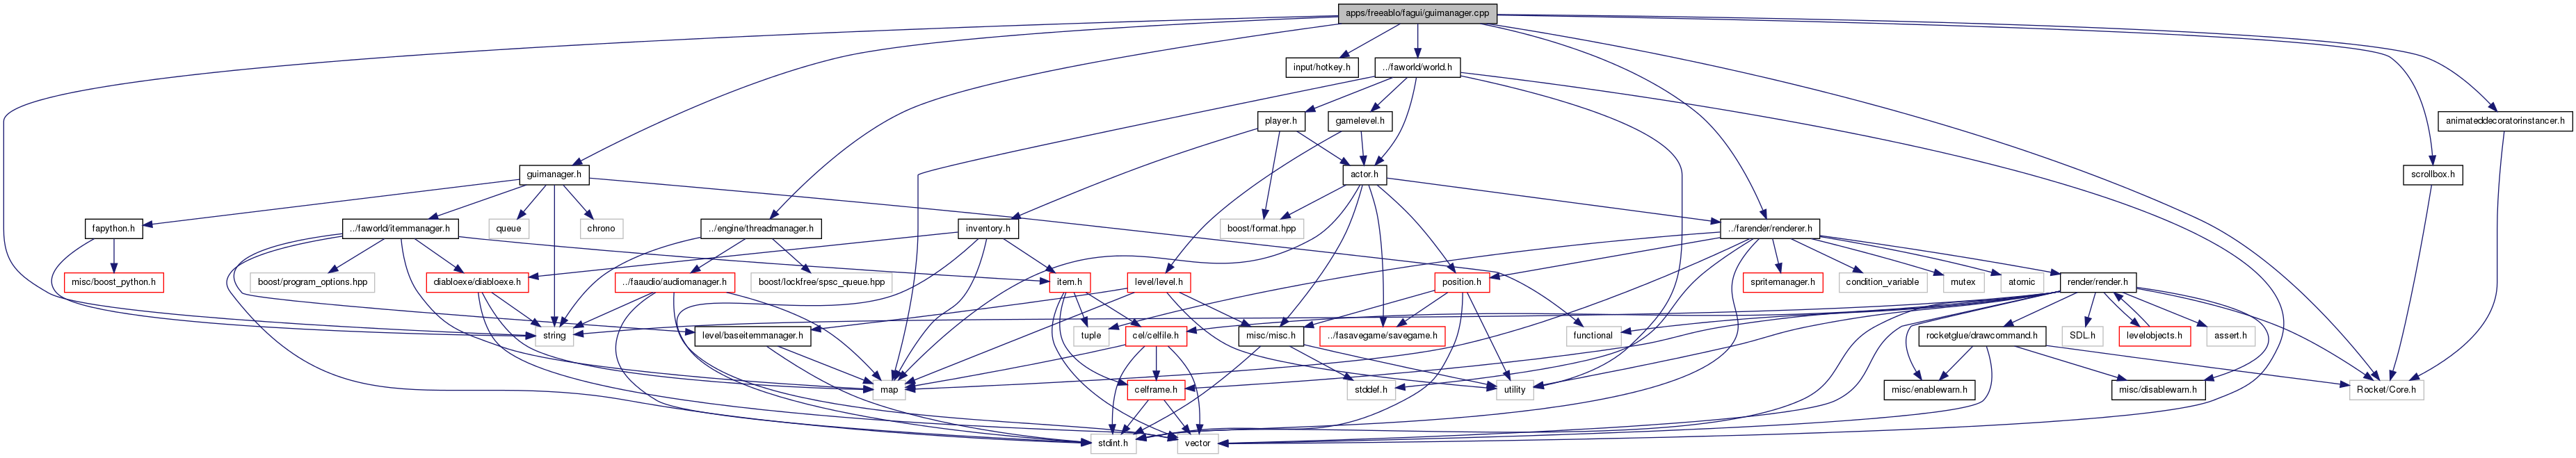 apps/freeablo/fagui/guimanager.cpp
input/hotkey.h
../faworld/world.h
player.h
gamelevel.h
animateddecoratorinstancer.h
guimanager.h
actor.h
scrollbox.h
fapython.h
../faworld/itemmanager.h
queue
chrono
../engine/threadmanager.h
inventory.h
boost/format.hpp
../farender/renderer.h
misc/boost_python.h
boost/program_options.hpp
diabloexe/diabloexe.h
../faaudio/audiomanager.h
boost/lockfree/spsc_queue.hpp
item.h
level/level.h
position.h
spritemanager.h
condition_variable
mutex
atomic
render/render.h
string
level/baseitemmanager.h
tuple
cel/celfile.h
misc/misc.h
../fasavegame/savegame.h
functional
rocketglue/drawcommand.h
SDL.h
levelobjects.h
assert.h
map
celframe.h
stddef.h
utility
misc/enablewarn.h
misc/disablewarn.h
Rocket/Core.h
stdint.h
vector